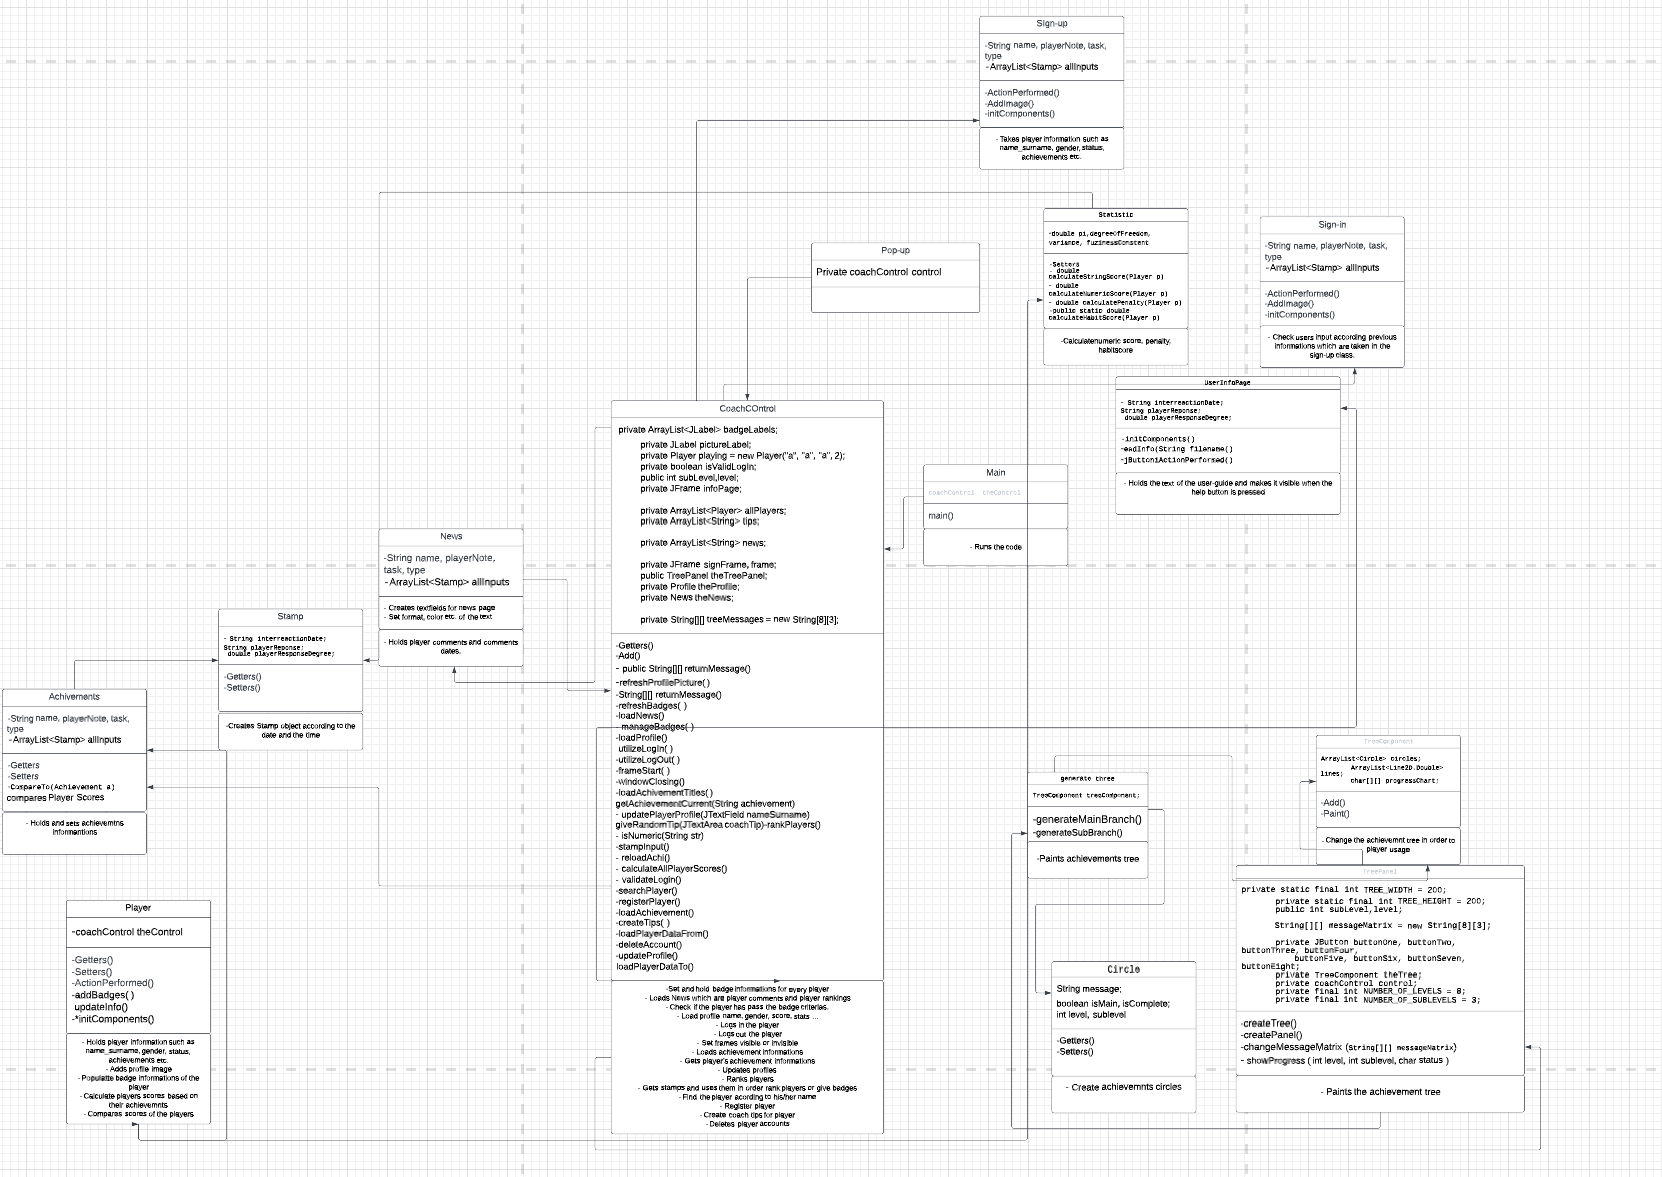 Sign-up
-String name, playerNote, task,
type
-ArrayList<Stamp> allInputs
-ActionPerformed()
-AddImage()
-initComponents()
- Takes player information such as
name_surname, gender, status,
achievements etc.
Statistic
-double pi,degreeOfFreedom,
variance, fuzinessConstent
-Setters
- double
calculateStringScore(Player p)
- double
calculateNumericScore(Player p)
- double calculatePenalty(Player p)
-public static double
calculateHabitScore(Player p)
-Calculatenumeric score, penalty,
habitscore
Sign-in
-String name, playerNote, task,
type
-ArrayList<Stamp> allInputs
-ActionPerformed()
-AddImage()
-initComponents()
- Check users input according previous
informations which are taken in the
sign-up class.
Pop-up
Private coachControl control
UserInfoPage
- String interreactionDate;
String playerReponse;
double playerResponseDegree;
-initComponents()
-endInfo(String filename()
-jButton1ActionPerformed()
- Holds the text of the user-guide and makes it visible when the
help button is pressed
CoachCOntrol
private ArrayList<JLabel> badgeLabels;
private JLabel pictureLabel;
private Player playing = new Player("a", "a", "a", 2);
private boolean isValidLogIn;
public int subLevel,level;
private JFrame infoPage;
private ArrayList<Player> allPlayers;
private ArrayList<String> tips;
private ArrayList<String> news;
private JFrame signFrame, frame;
public TreePanel theTreePanel;
private Profile theProfile;
private News theNews;
private String[][] treeMessages = new String[8][3];
-Getters()
-Add()
- public String[][] returnMessage()
-refreshProfilePicture( )
-String[][] returnMessage()
-refreshBadges( )
-loadNews()
manageBadges( )
-loadProfile()
utilizeLogIn( )
-utilizeLogOut( )
-frameStart( )
-windowClosing()
-loadAchivementTitles( )
getAchievementCurrent(String achievement)
- updatePlayerProfile(JTextField nameSurname)
giveRandomTip(JTextArea coachTip)-rankPlayers()
- isNumeric(String str)
-stampInput()
- reloadAchi()
- calculateAllPlayerScores()
- validateLogin()
-searchPlayer()
-registerPlayer()
-loadAchievement()
-createTips( )
-loadPlayerDataFrom()
-deleteAccount()
-updateProfile()
loadPlayerDataTo()
-Set and hold badge informations for every player
- Loads News which are player comments and player rankings
- Check if the player has pass the badge criterias.
- Load profile name, gender, score, stats ...
- Logs in the player
- Logs out the player
- Set frames visible or invisible
- Loads achievement informations
- Gets player's achievement informations
- Updates profiles
- Ranks players
- Gets stamps and uses them in order rank players or give badges
- Find the player acording to his/her name
- Register player
- Create coach tips for player
- Deletes player accounts
Main
coachControl theControl
main()
- Runs the code
News
-String name, playerNote,
task, type
-ArrayList<Stamp> allInputs
- Creates textfields for news page
- Set format, color etc. of the text
- Holds player comments and comments
dates.
Stamp
- String interreactionDate;
String playerReponse;
double playerResponseDegree;
-Getters()
-Setters()
-Creates Stamp object according to the
date and the time
Achivements
-String name, playerNote, task,
type
-ArrayList<Stamp> allInputs
-Getters
-Setters
-CompareTo(Achievement a)
compares Player Scores
- Holds and sets achievemtns
informantions
Player
-coachControl theControl
-Getters()
-Setters()
-ActionPerformed()
-addBadges( )
updateInfo()
-*initComponents()
- Holds player information such as
name_surname, gender, status,
achievements etc.
- Adds profile image
- Populatte badge informations of the
player
- Calculate players scores based on
their achievemnts
- Compares scores of the players
generate three
TreeComponent treeComponent;
-generateMainBranch()
-generateSubBranch()
-Paints achievements tree
TreeComponent
ArrayList<Circle> circles;
ArrayList<Line2D.Double>
lines;
char[][] progressChart;
-Add()
-Paint()
- Change the achievemnt tree in order to
player usage
TreePanel
private static final int TREE_WIDTH = 200;
private static final int TREE_HEIGHT = 200;
public int subLevel,level;
String[][] messageMatrix = new String[8][3];
private JButton buttonOne, buttonTwo,
buttonThree, buttonFour,
buttonFive, buttonSix, buttonSeven,
buttonEight;
private TreeComponent theTree;
private coachControl control;
private final int NUMBER_OF_LEVELS = 8;
private final int NUMBER_OF_SUBLEVELS = 3;
-createTree()
-createPanel()
-changeMessageMatrix (String[][] messageMatrix)
- showProgress ( int level, int sublevel, char status )
- Paints the achievement tree
Circle
String message;
boolean isMain, isComplete;
int level, sublevel
-Getters()
-Setters()
- Create achievemnts circles